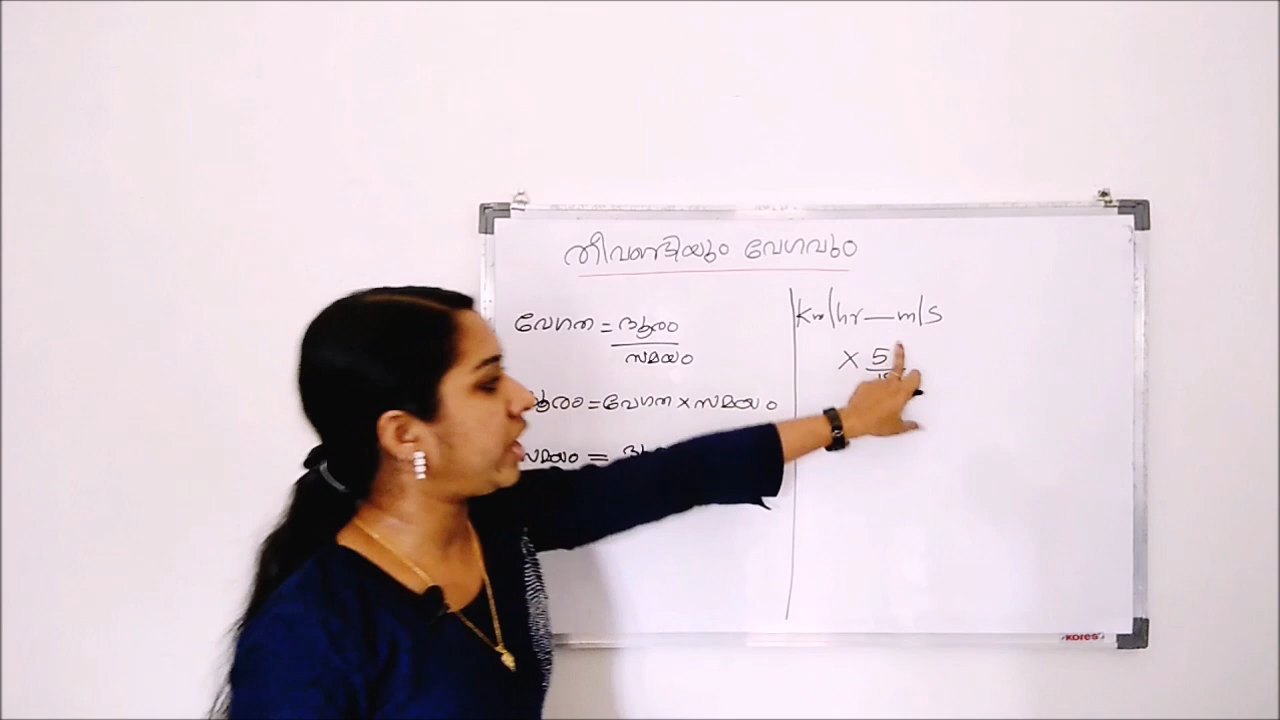 തീവണ്ടിയും വേഗവും
വേഗത = ദൂരം
സമയം
ദൂരം = വേഗത × സമയം
സമയം =
Km/hr — m/s
× 5
KORES